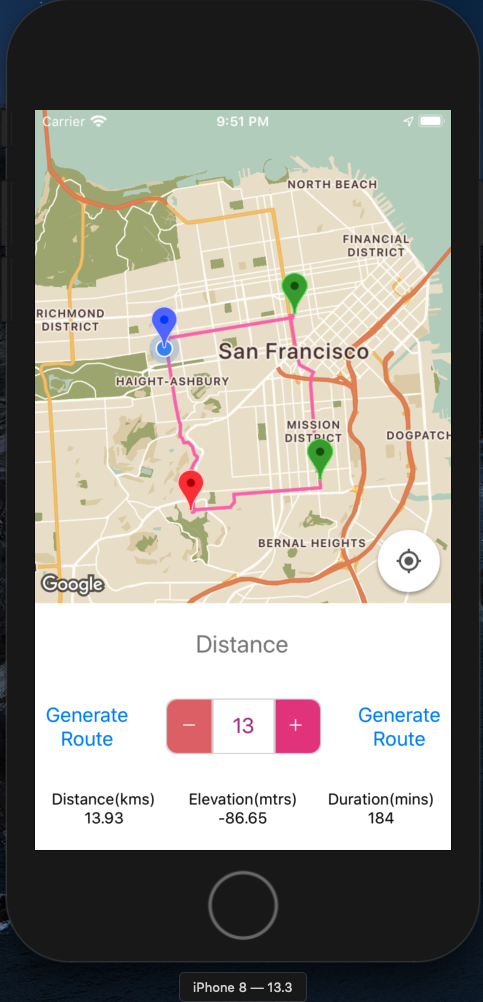 Carrier 9:51 PM
NORTH BEACH
FINANCIAL
DISTRICT
RICHMOND
DISTRICT
San Francisco
HAIGHT-ASHBURY
MISSION
DISTRICT
DOGPATCH
BERNAL HEIGHTS
Google
Distance
Generate
Route
− 13 +
Generate
Route
Distance(kms) Elevation(mtrs) Duration(mins)
13.93 -86.65 184
iPhone 8 — 13.3